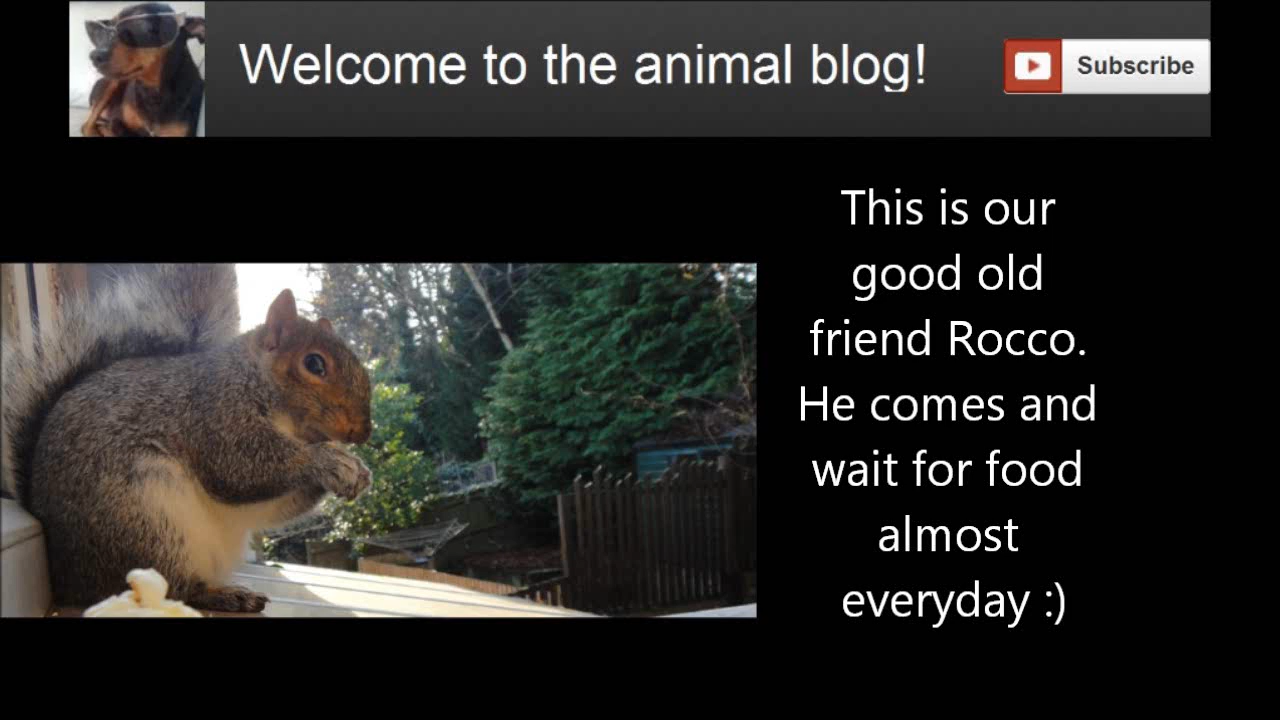 Welcome to the animal blog!
Subscribe
This is our
good old
friend Rocco.
He comes and
wait for food
almost
everyday :)